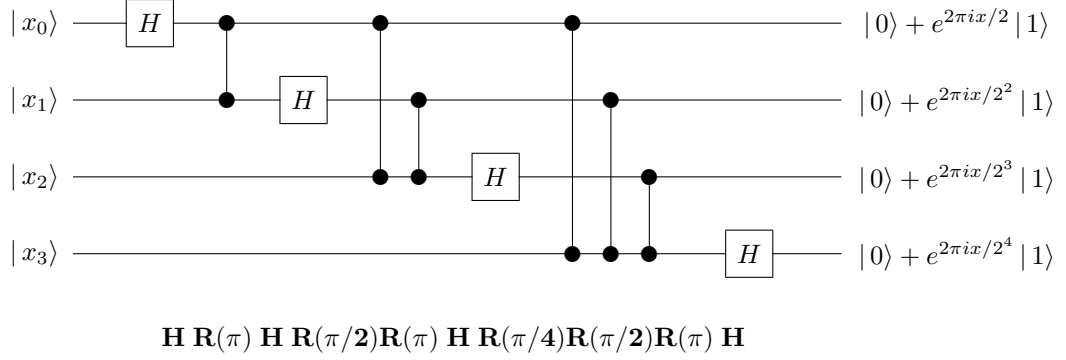 | x₀⟩ H | 0⟩ + e^{2πix/2} | 1⟩
| x₁⟩ H | 0⟩ + e^{2πix/2²} | 1⟩
| x₂⟩ H | 0⟩ + e^{2πix/2³} | 1⟩
| x₃⟩ H | 0⟩ + e^{2πix/2⁴} | 1⟩
H R(π) H R(π/2)R(π) H R(π/4)R(π/2)R(π) H